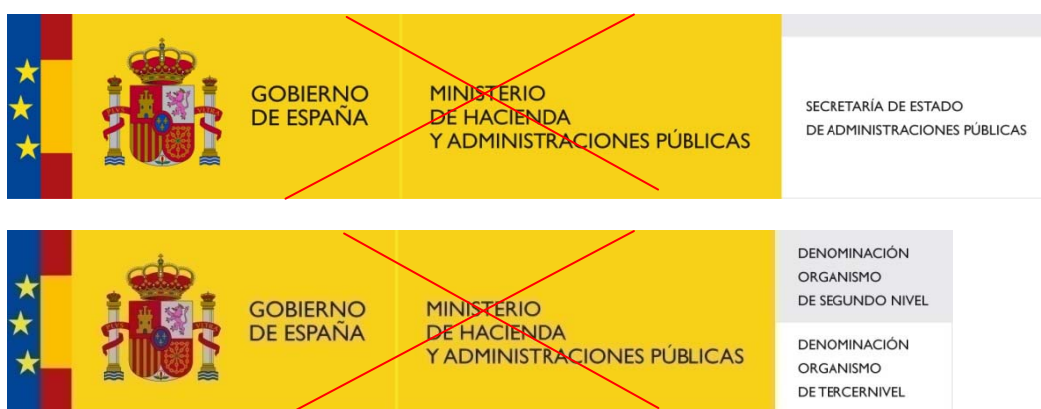 GOBIERNO
DE ESPAÑA
MINISTERIO
DE HACIENDA
Y ADMINISTRACIONES PÚBLICAS
SECRETARÍA DE ESTADO
DE ADMINISTRACIONES PÚBLICAS
GOBIERNO
DE ESPAÑA
MINISTERIO
DE HACIENDA
Y ADMINISTRACIONES PÚBLICAS
DENOMINACIÓN
ORGANISMO
DE SEGUNDO NIVEL
DENOMINACIÓN
ORGANISMO
DE TERCERNIVEL